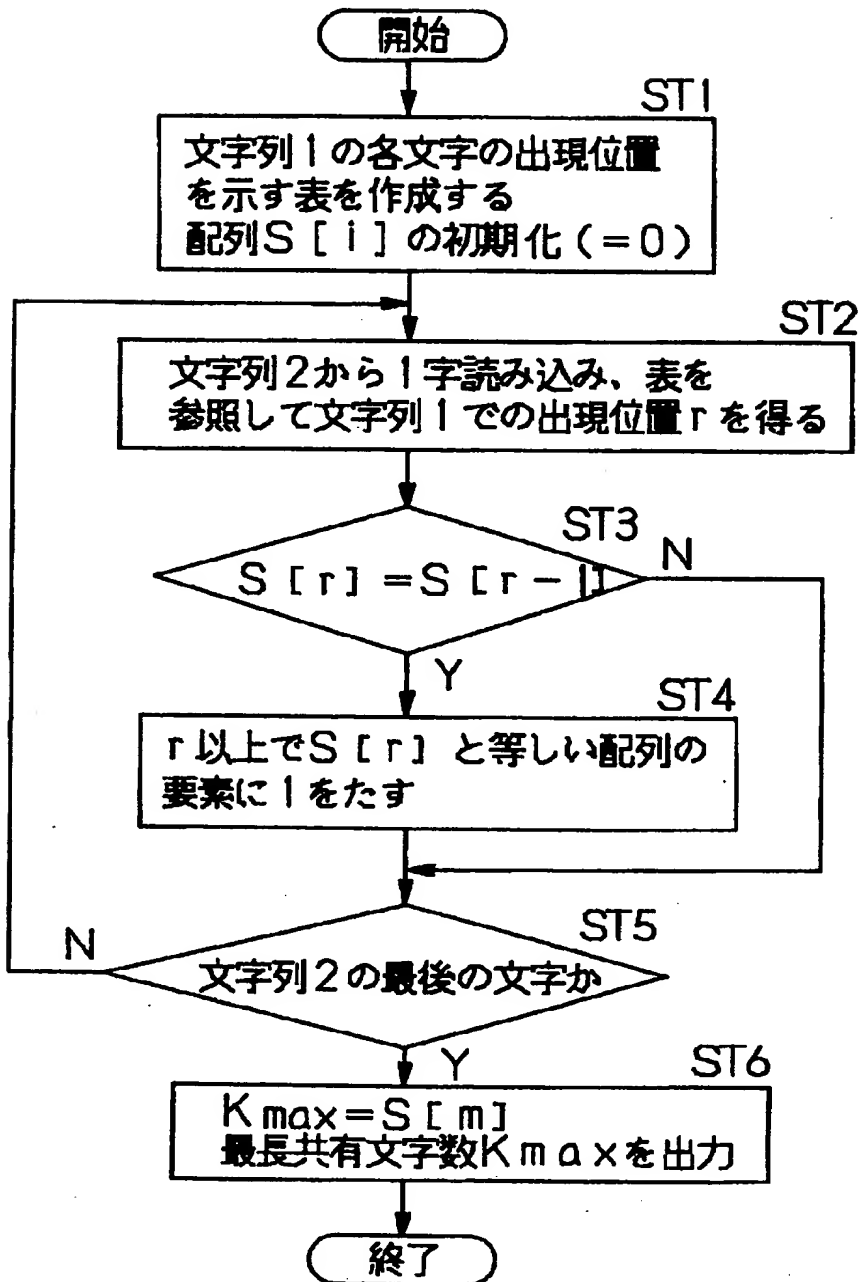 開始
ST1
文字列1の各文字の出現位置
を示す表を作成する
配列S[i]の初期化(=0)
ST2
文字列2から1字読み込み、表を
参照して文字列1での出現位置rを得る
ST3
S[r]=S[r-1]
N
Y
ST4
r以上でS[r]と等しい配列の
要素に1をたす
ST5
N
文字列2の最後の文字か
Y
ST6
Kmax=S[m]
最長共有文字数Kmaxを出力
終了